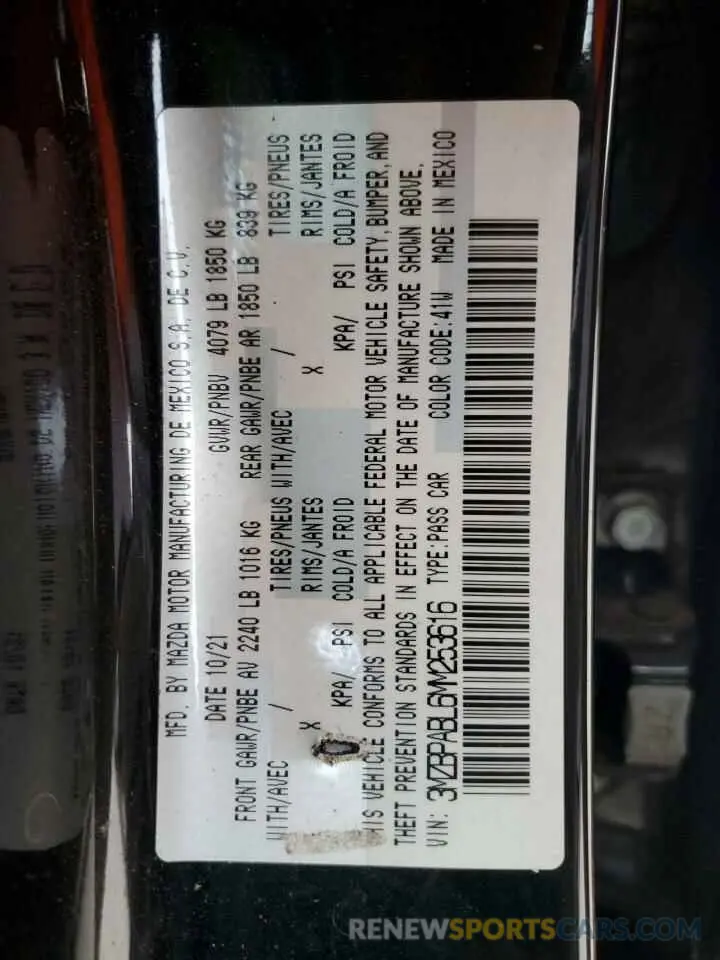 MFD. BY MAZDA MOTOR MANUFACTURING DE MEXICO S.A. DE C.V.
DATE 10/21 GVWR/PNBV 4079 LB 1850 KG
FRONT GAWR/PNBE AV 2240 LB 1016 KG REAR GAWR/PNBE AR 1850 LB 839 KG
WITH/AVEC / TIRES/PNEUS WITH/AVEC / TIRES/PNEUS
X RIMS/JANTES X RIMS/JANTES
KPA/ PSI COLD/A FROID KPA/ PSI COLD/A FROID
HIS VEHICLE CONFORMS TO ALL APPLICABLE FEDERAL MOTOR VEHICLE SAFETY, BUMPER, AND
THEFT PREVENTION STANDARDS IN EFFECT ON THE DATE OF MANUFACTURE SHOWN ABOVE.
VIN: 3MZBPABL6MM253616 TYPE:PASS CAR COLOR CODE:41W MADE IN MEXICO
RENEWSPORTSCARS.COM